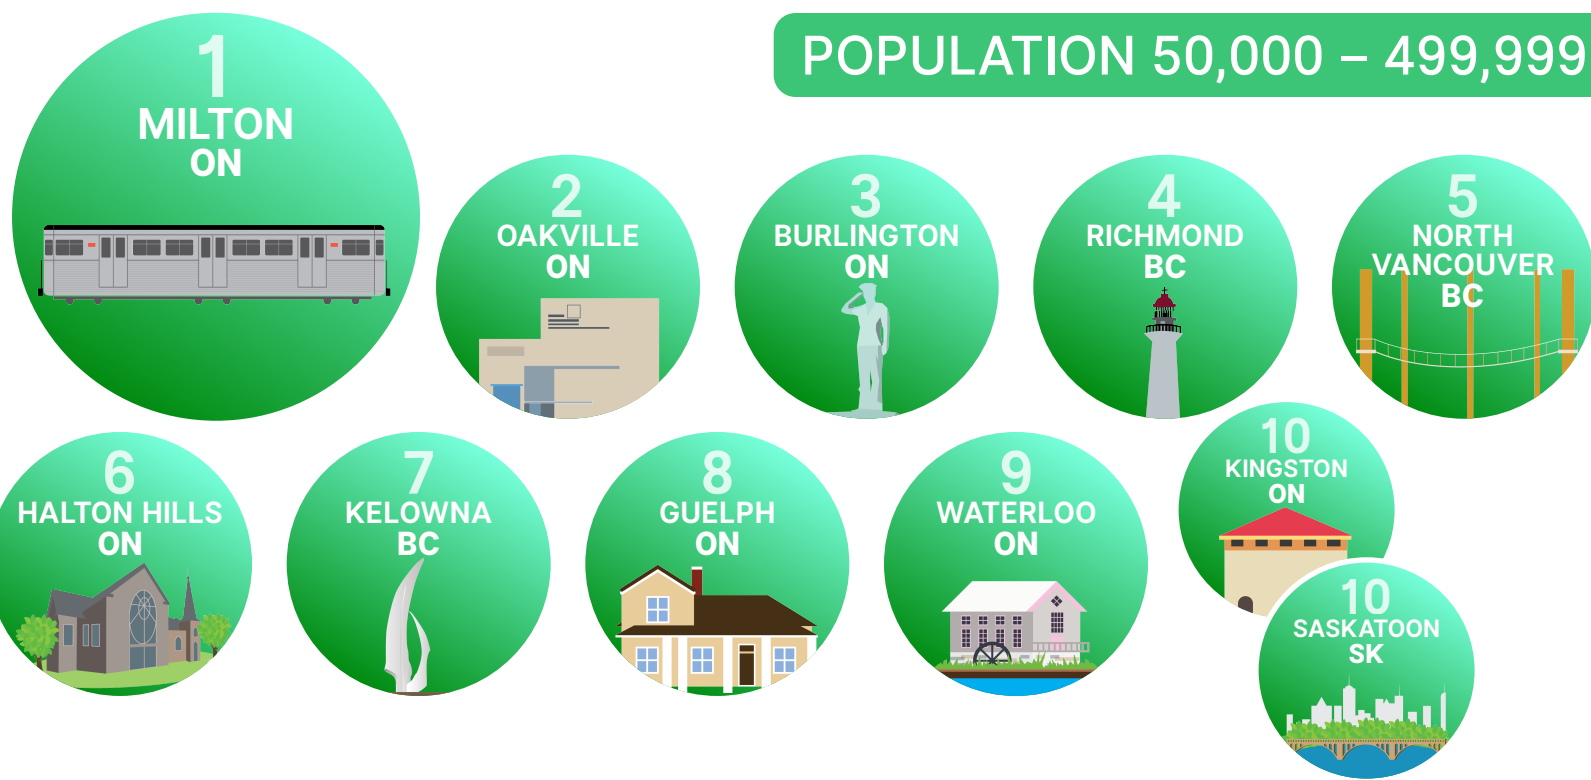 POPULATION 50,000 – 499,999
1
MILTON
ON
2
OAKVILLE
ON
3
BURLINGTON
ON
4
RICHMOND
BC
5
NORTH
VANCOUVER
BC
6
HALTON HILLS
ON
7
KELOWNA
BC
8
GUELPH
ON
9
WATERLOO
ON
10
KINGSTON
ON
10
SASKATOON
SK